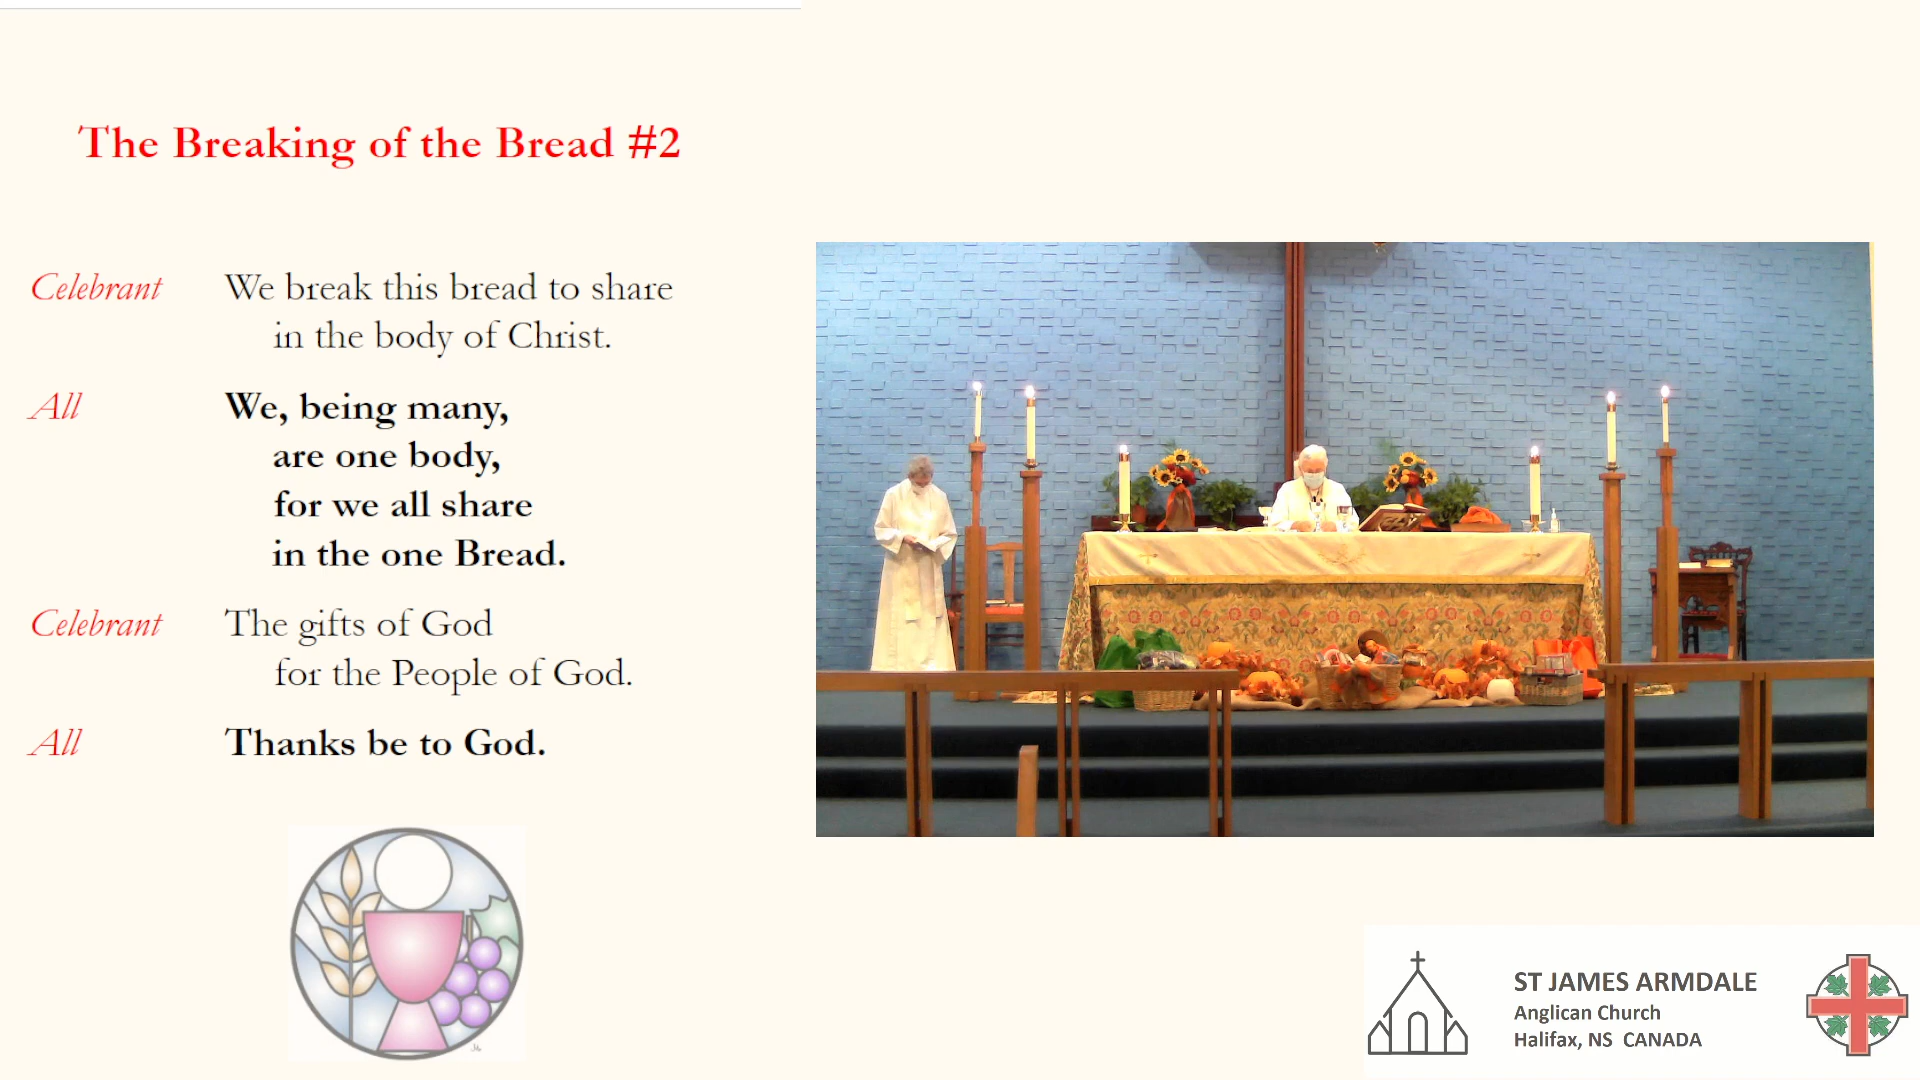 The Breaking of the Bread #2
Celebrant We break this bread to share
in the body of Christ.
All We, being many,
are one body,
for we all share
in the one Bread.
Celebrant The gifts of God
for the People of God.
All Thanks be to God.
ST JAMES ARMDALE
Anglican Church
Halifax, NS CANADA